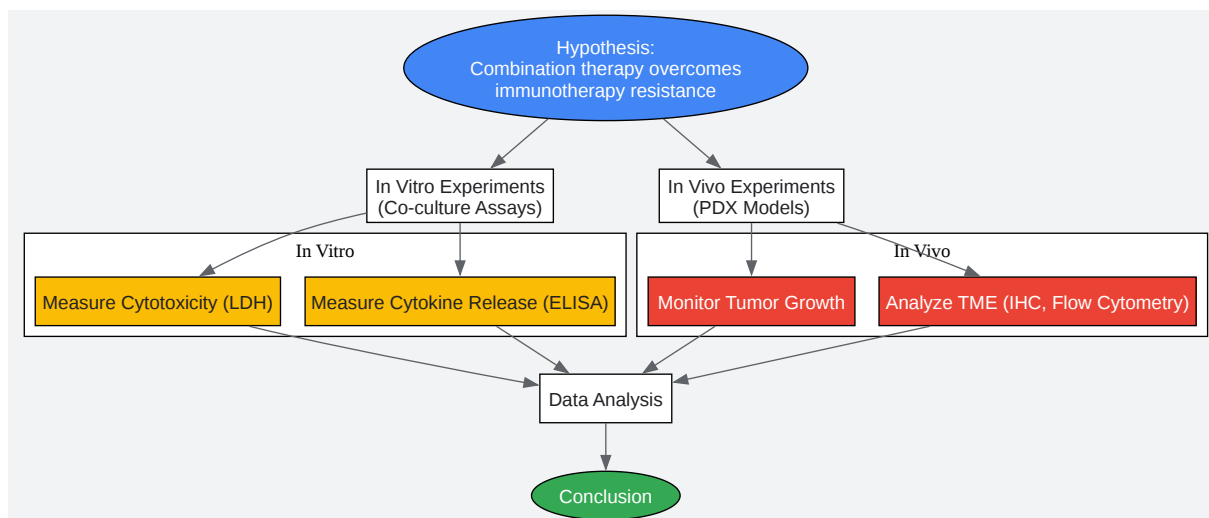 Hypothesis:
Combination therapy overcomes
immunotherapy resistance
In Vitro Experiments
(Co-culture Assays)
In Vivo Experiments
(PDX Models)
In Vitro
In Vivo
Measure Cytotoxicity (LDH)
Measure Cytokine Release (ELISA)
Monitor Tumor Growth
Analyze TME (IHC, Flow Cytometry)
Data Analysis
Conclusion